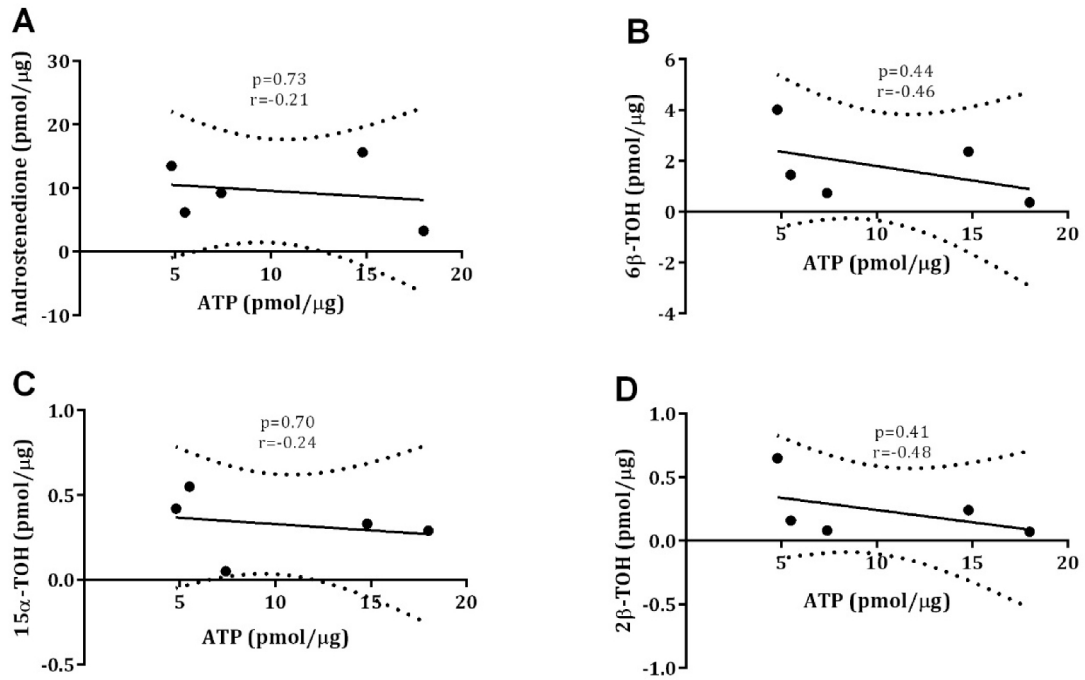 A
Androstenedione (pmol/μg)
30
20
10
0
-10
p=0.73
r=-0.21
5
10
15
20
ATP (pmol/μg)
B
6β-TOH (pmol/μg)
6
4
2
0
-2
-4
p=0.44
r=-0.46
5
10
15
20
ATP (pmol/μg)
C
15α-TOH (pmol/μg)
1.0
0.5
0.0
-0.5
p=0.70
r=-0.24
5
10
15
20
ATP (pmol/μg)
D
2β-TOH (pmol/μg)
1.0
0.5
0.0
-0.5
-1.0
p=0.41
r=-0.48
5
10
15
20
ATP (pmol/μg)